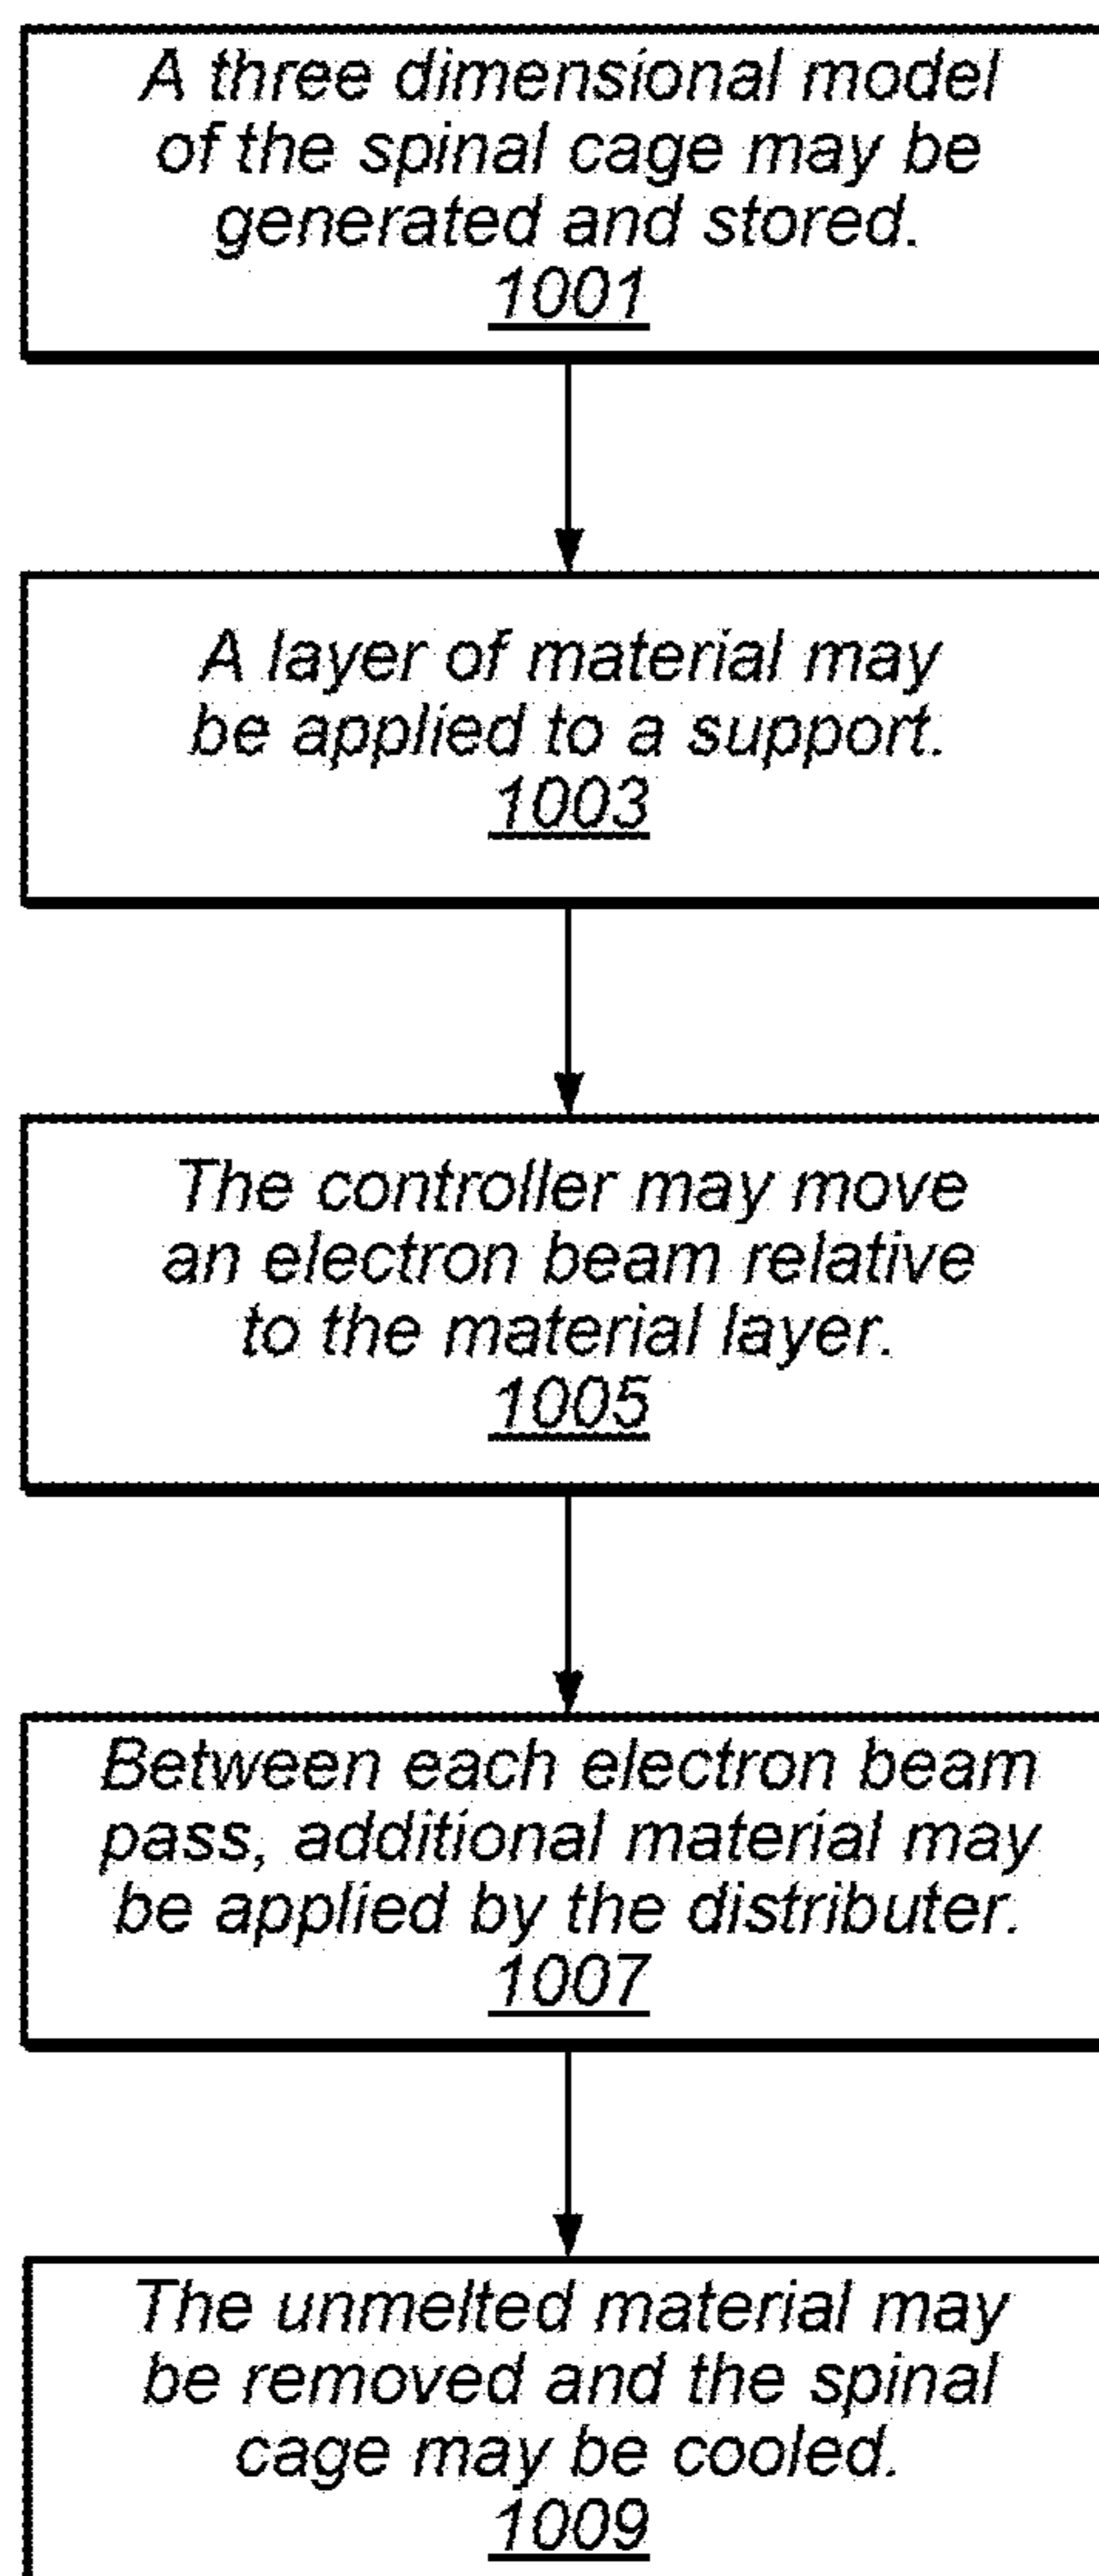 A three dimensional model
of the spinal cage may be
generated and stored.
1001
A layer of material may
be applied to a support.
1003
The controller may move
an electron beam relative
to the material layer.
1005
Between each electron beam
pass, additional material may
be applied by the distributer.
1007
The unmelted material may
be removed and the spinal
cage may be cooled.
1009